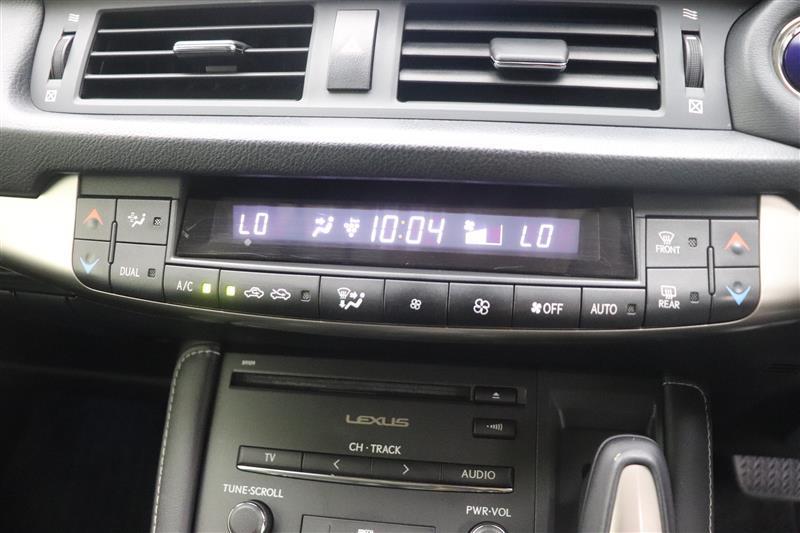 LO 10:04 LO
FRONT
DUAL
A/C
OFF
AUTO
REAR
LEXUS
CH · TRACK
TV
AUDIO
TUNE·SCROLL
PWR·VOL